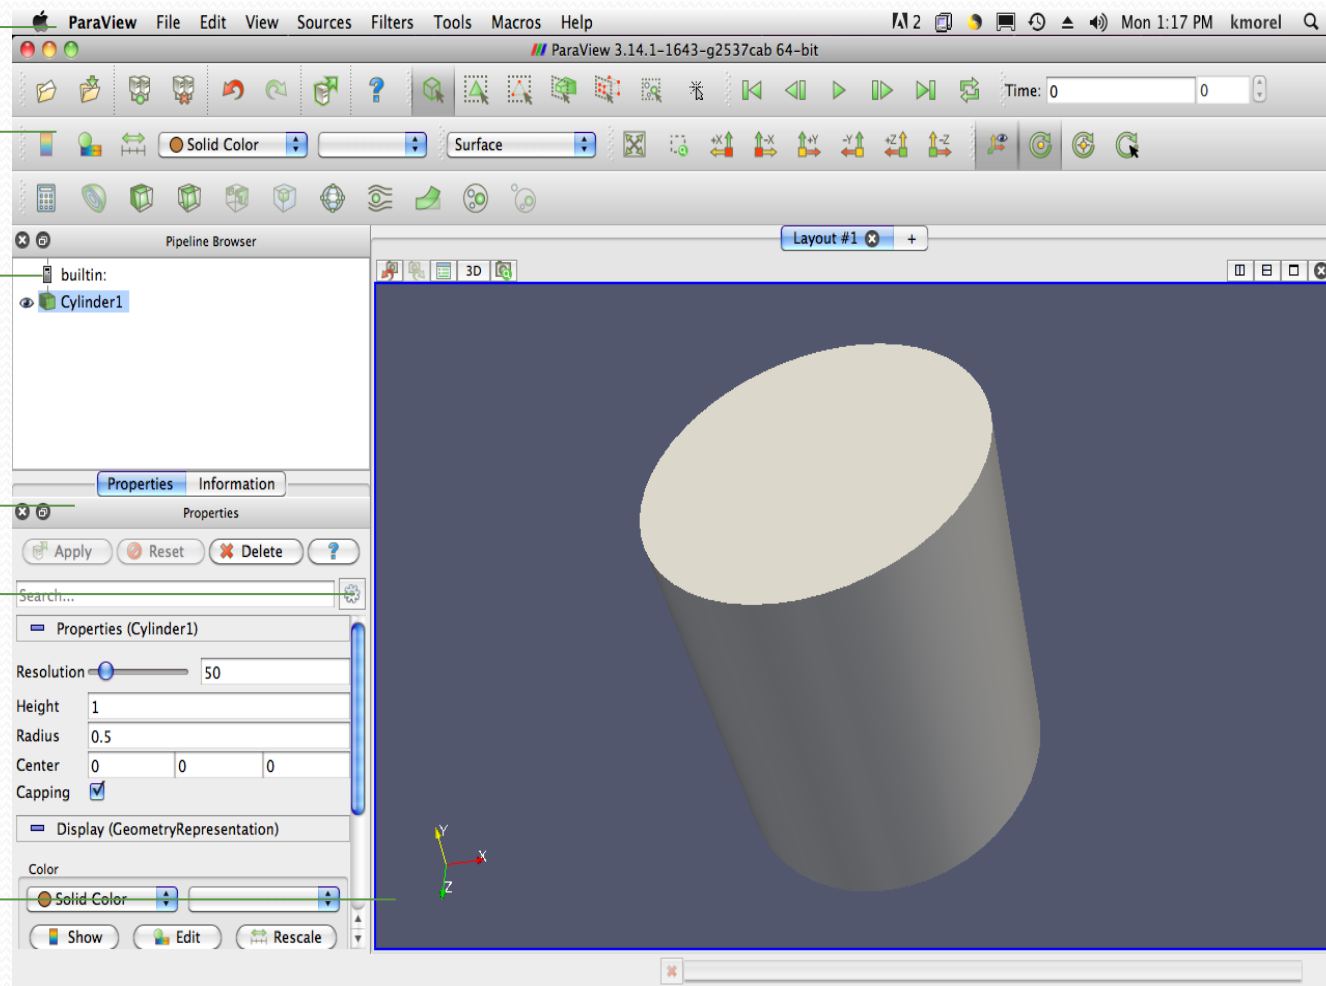 ParaView File Edit View Sources Filters Tools Macros Help 2 Mon 1:17 PM kmorel
ParaView 3.14.1-1643-g2537cab 64-bit
? Time: 0 0
Solid Color Surface +X -X +Y -Y +Z -Z
Pipeline Browser
Layout #1 +
builtin:
3D
Cylinder1
Properties Information
Properties
Apply Reset Delete ?
Search...
Properties (Cylinder1)
Resolution 50
Height 1
Radius 0.5
Center 0 0 0
Capping
Display (GeometryRepresentation)
Y
X
Z
Color
Solid Color
Show Edit Rescale